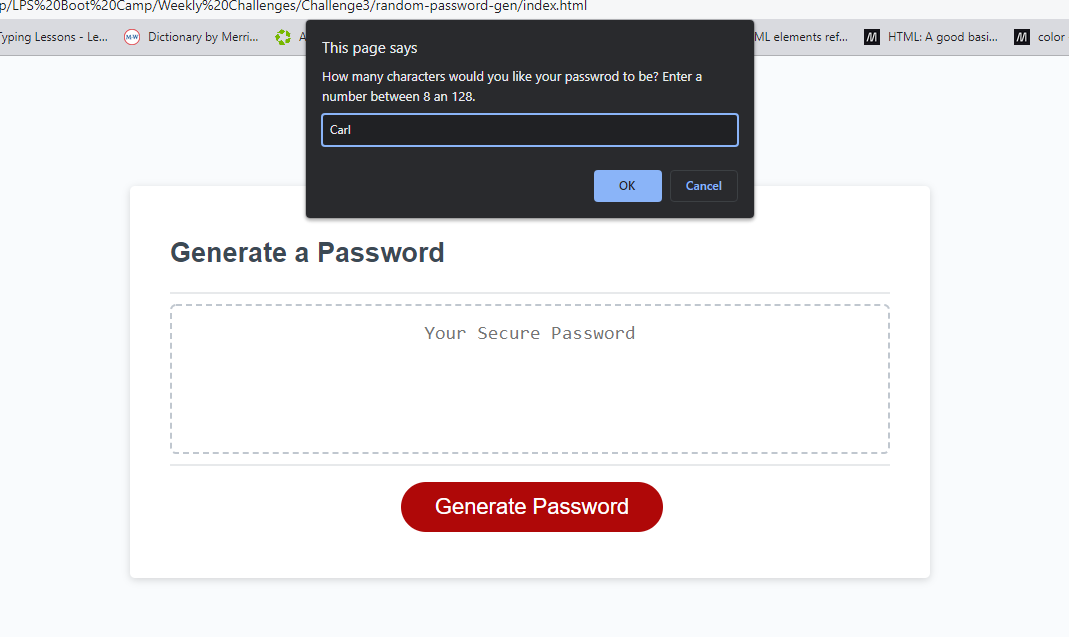 p/LPS%20Boot%20Camp/Weekly%20Challenges/Challenge3/random-password-gen/index.html
Typing Lessons - Le... Dictionary by Merri... A ML elements ref... HTML: A good basi... color
This page says
How many characters would you like your passwrod to be? Enter a
number between 8 an 128.
Carl
OK Cancel
Generate a Password
Your Secure Password
Generate Password